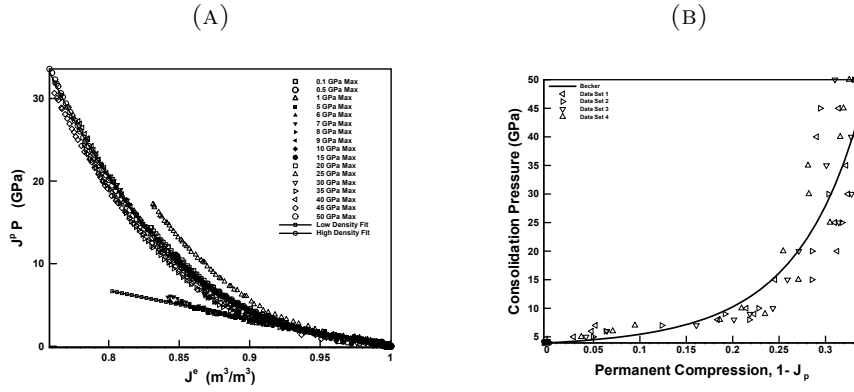 (A)
30
20
10
0
0.8
0.85
0.9
0.95
1
J^p P (GPa)
J^e (m^3/m^3)
0.1 GPa Max
0.5 GPa Max
1 GPa Max
5 GPa Max
6 GPa Max
7 GPa Max
8 GPa Max
9 GPa Max
10 GPa Max
15 GPa Max
20 GPa Max
25 GPa Max
30 GPa Max
35 GPa Max
40 GPa Max
45 GPa Max
50 GPa Max
Low Density Fit
High Density Fit
(B)
50
45
40
35
30
25
20
15
10
5
0
0.05
0.1
0.15
0.2
0.25
0.3
Consolidation Pressure (GPa)
Permanent Compression, 1- J_p
Becker
Data Set 1
Data Set 2
Data Set 3
Data Set 4